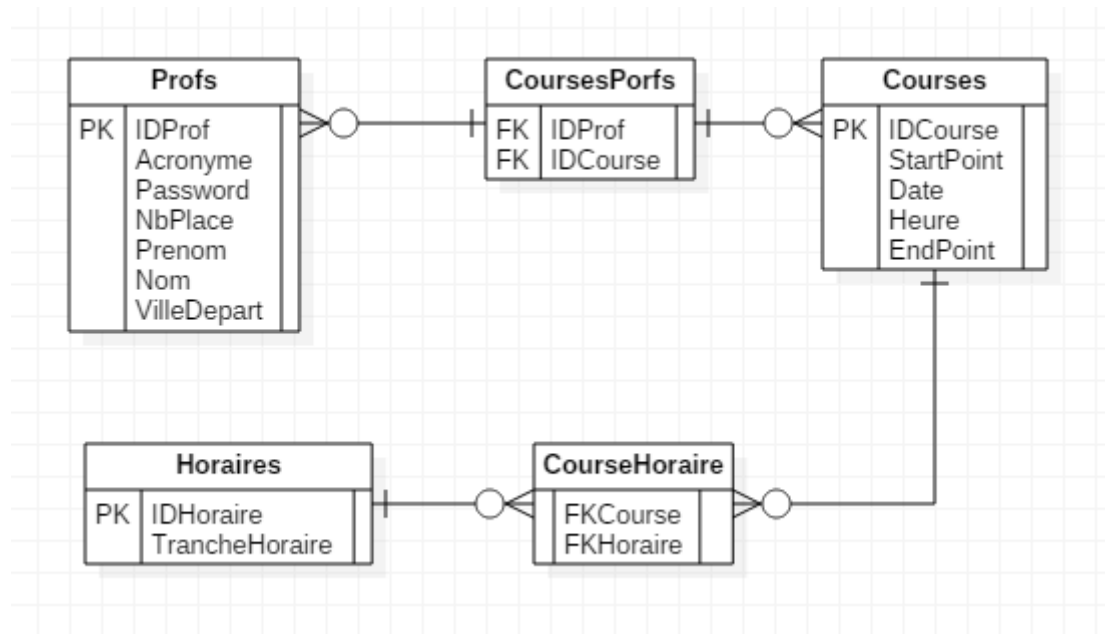 Profs
PK IDProf
Acronyme
Password
NbPlace
Prenom
Nom
VilleDepart
CoursesPorfs
FK IDProf
FK IDCourse
Courses
PK IDCourse
StartPoint
Date
Heure
EndPoint
Horaires
PK IDHoraire
TrancheHoraire
CourseHoraire
FKCourse
FKHoraire